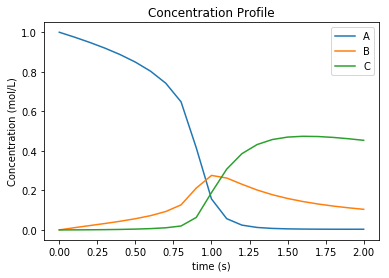 Concentration Profile
A
B
C
Concentration (mol/L)
1.0
0.8
0.6
0.4
0.2
0.0
0.00 0.25 0.50 0.75 1.00 1.25 1.50 1.75 2.00
time (s)